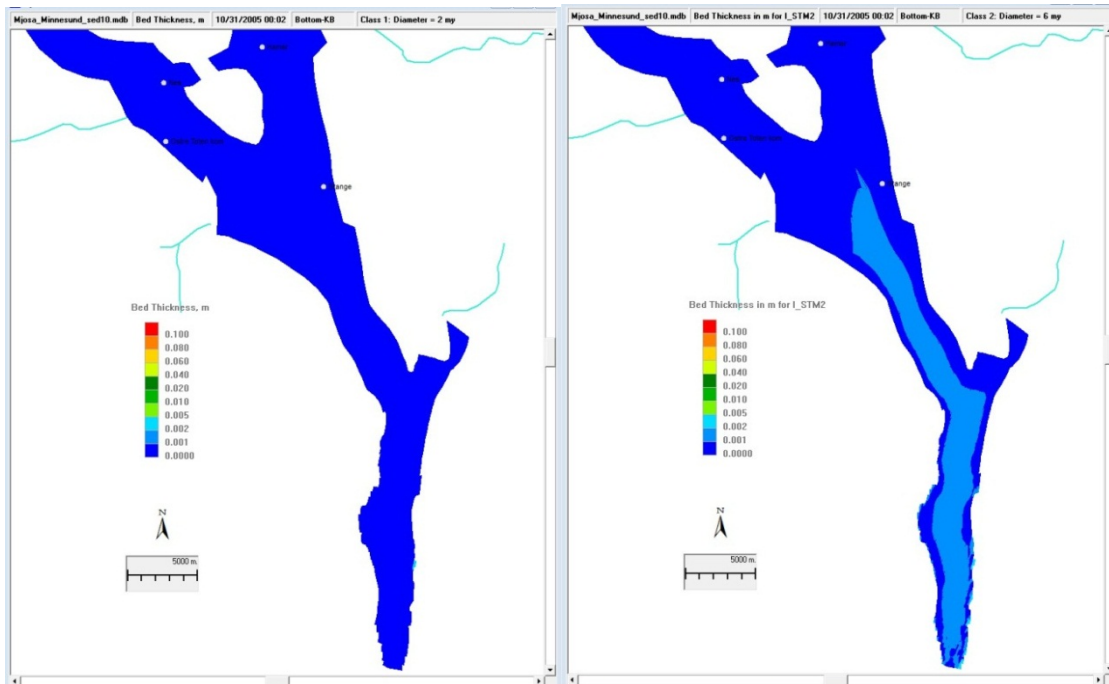 Mjosa_Minnesund_sed10.mdb Bed Thickness, m 10/31/2005 00:02 Bottom-KB Class 1: Diameter = 2 my
Stange
Bed Thickness, m
0.100
0.080
0.060
0.040
0.020
0.010
0.005
0.002
0.001
0.0000
N
5000 m
Mjosa_Minnesund_sed10.mdb Bed Thickness in m for I_STM2 10/31/2005 00:02 Bottom-KB Class 2: Diameter = 6 my
Stange
Bed Thickness in m for I_STM2
0.100
0.080
0.060
0.040
0.020
0.010
0.005
0.002
0.001
0.0000
N
5000 m